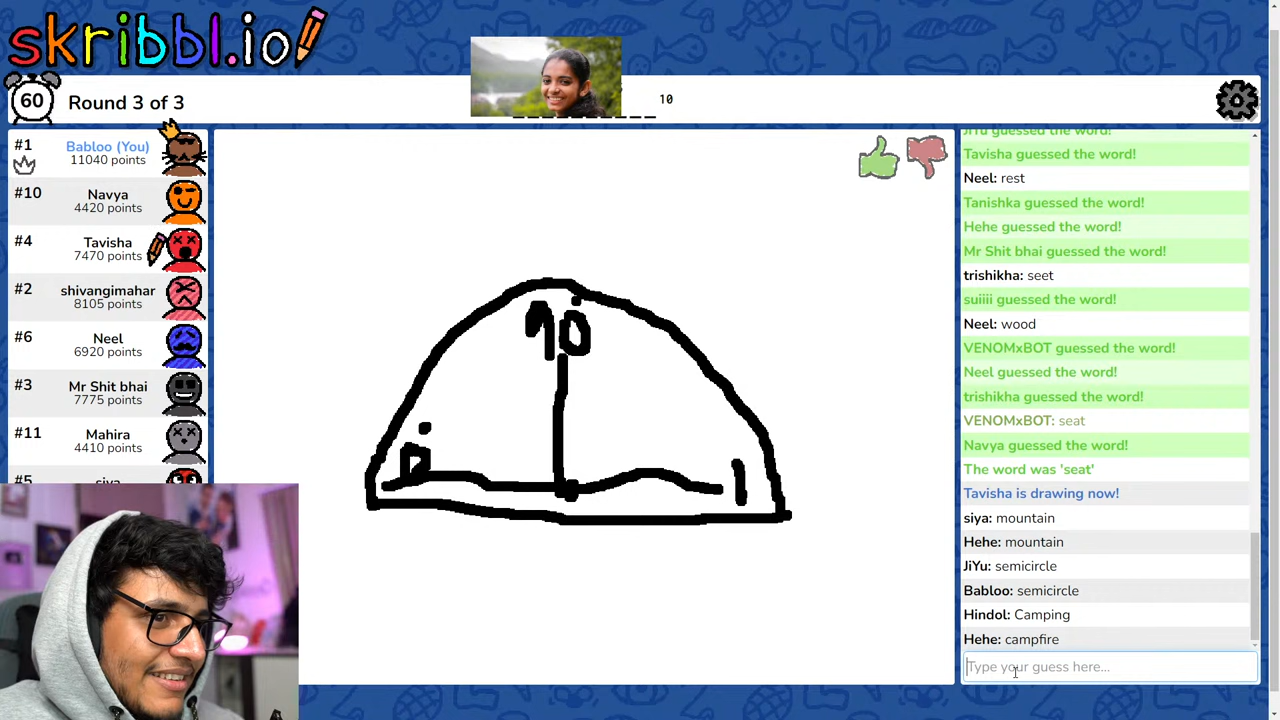 skribbl.io
60
Round 3 of 3
10
#1
Babloo (You)
11040 points
#10
Navya
4420 points
#4
Tavisha
7470 points
#2
shivangimahar
8105 points
#6
Neel
6920 points
#3
Mr Shit bhai
7775 points
#11
Mahira
4410 points
#5
siya
10
JiYu guessed the word!
Tavisha guessed the word!
Neel: rest
Tanishka guessed the word!
Hehe guessed the word!
Mr Shit bhai guessed the word!
trishikha: seet
suiiii guessed the word!
Neel: wood
VENOMxBOT guessed the word!
Neel guessed the word!
trishikha guessed the word!
VENOMxBOT: seat
Navya guessed the word!
The word was 'seat'
Tavisha is drawing now!
siya: mountain
Hehe: mountain
JiYu: semicircle
Babloo: semicircle
Hindol: Camping
Hehe: campfire
Type your guess here...